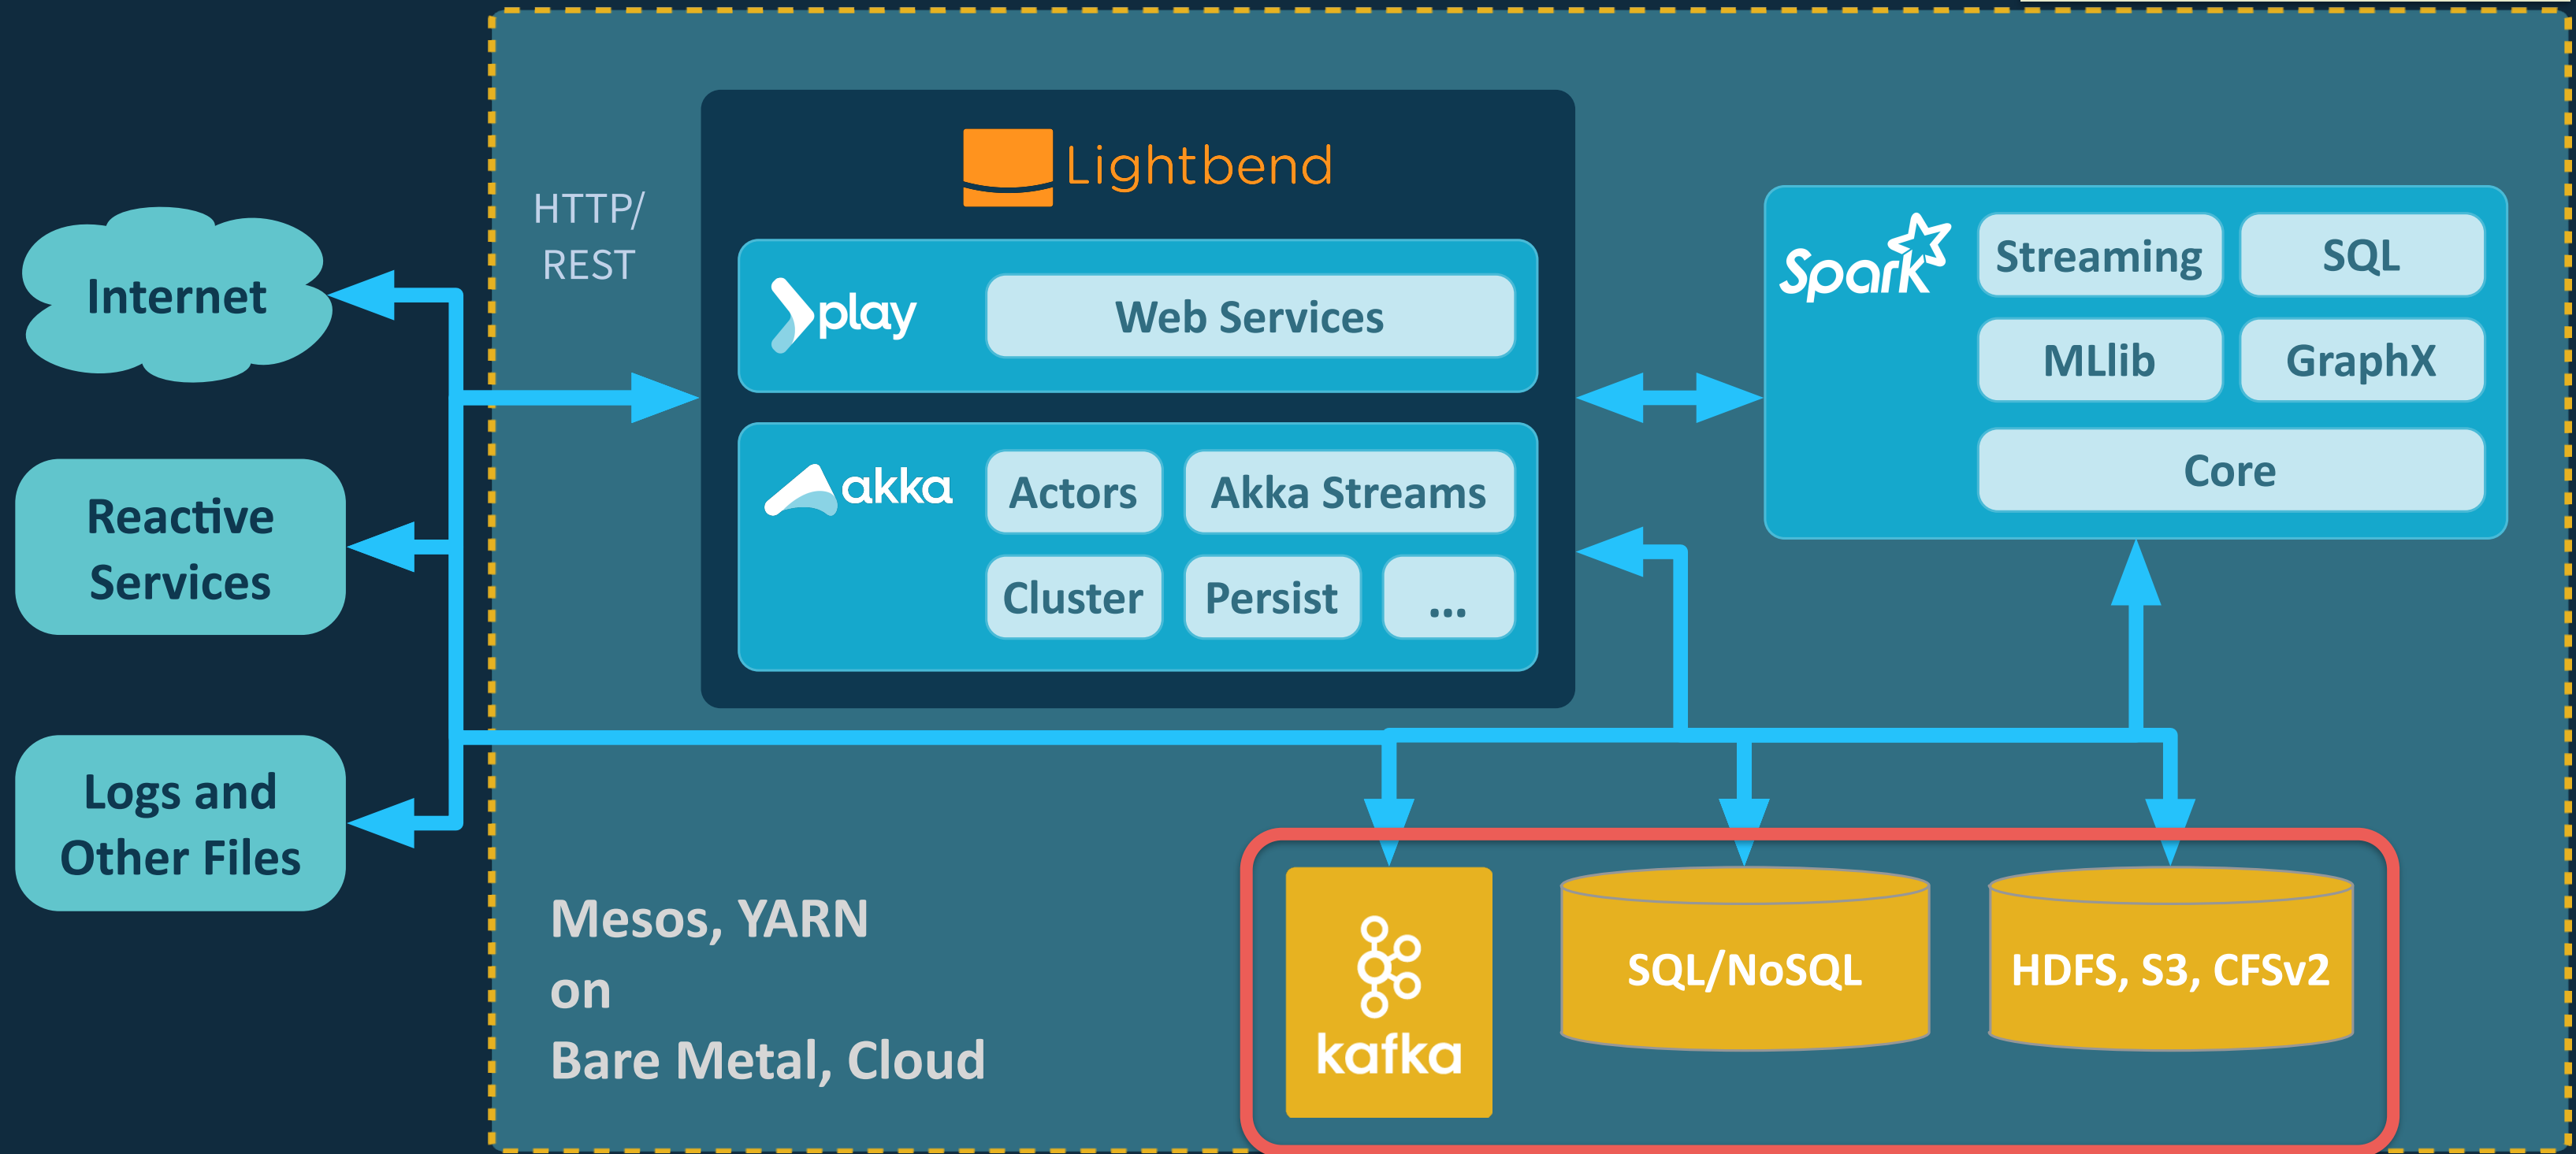 Internet
Reactive
Services
Logs and
Other Files
HTTP/
REST
Lightbend
play
Web Services
akka
Actors
Akka Streams
Cluster
Persist
...
Spark
Streaming
SQL
MLlib
GraphX
Core
Mesos, YARN
on
Bare Metal, Cloud
kafka
SQL/NoSQL
HDFS, S3, CFSv2